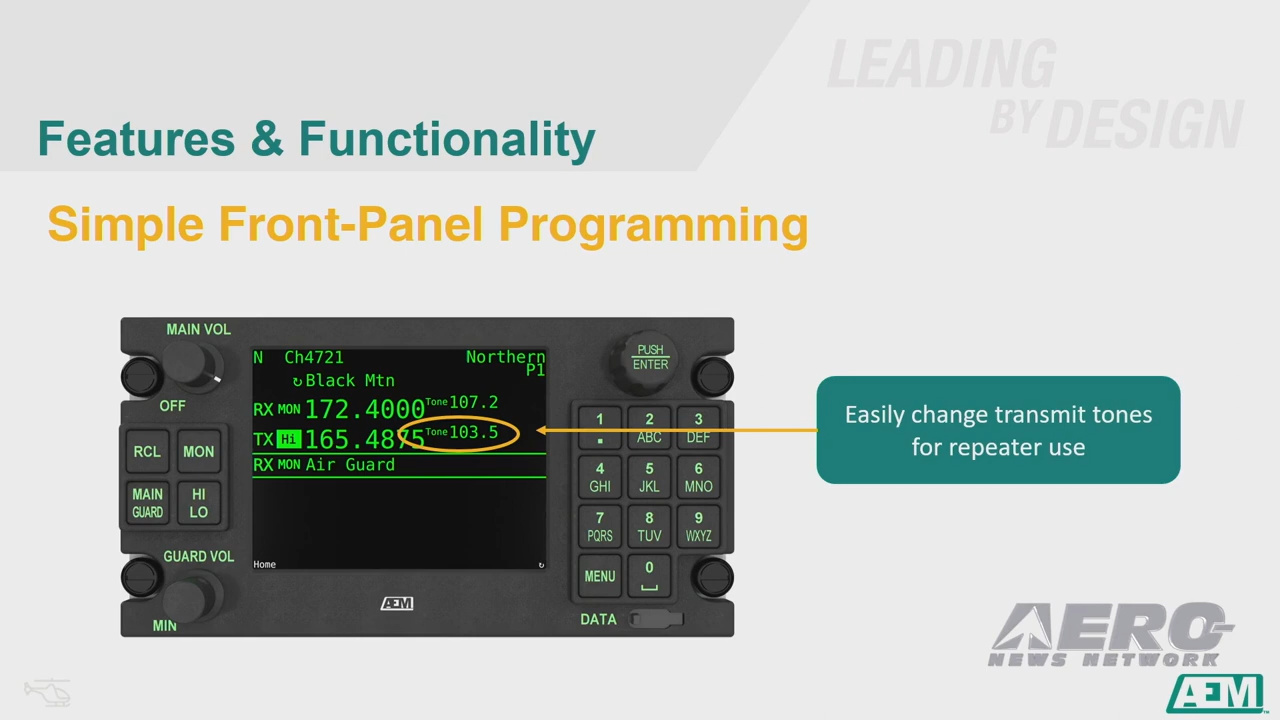 LEADING
BY DESIGN
Features & Functionality
Simple Front-Panel Programming
MAIN VOL
OFF
RCL
MON
MAIN
GUARD
HI
LO
GUARD VOL
MIN
N Ch4721 Northern
P1
↻Black Mtn
RX MON 172.4000 Tone 107.2
TX Hi 165.4875 Tone 103.5
RX MON Air Guard
Home ↻
AEM
PUSH
ENTER
1 2 3
. ABC DEF
4 5 6
GHI JKL MNO
7 8 9
PQRS TUV WXYZ
MENU 0
DATA
Easily change transmit tones
for repeater use
AERO
NEWS NETWORK
AEM™